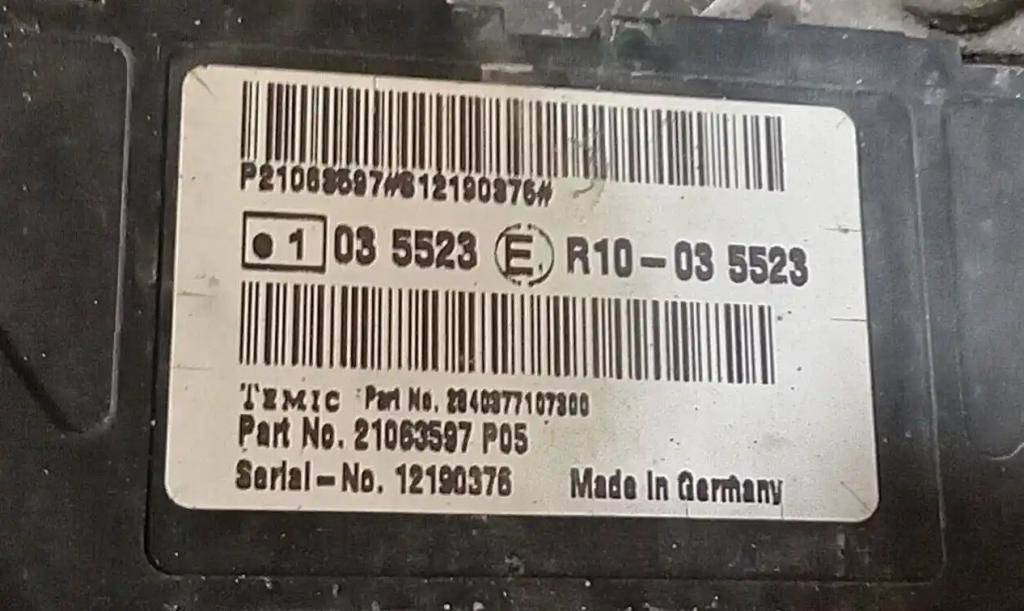 P21063597#S12190376#
● 1 03 5523 E R10-03 5523
TEMIC Part No. 2840377107300
Part No. 21063597 P05
Serial-No. 12190376 Made In Germany